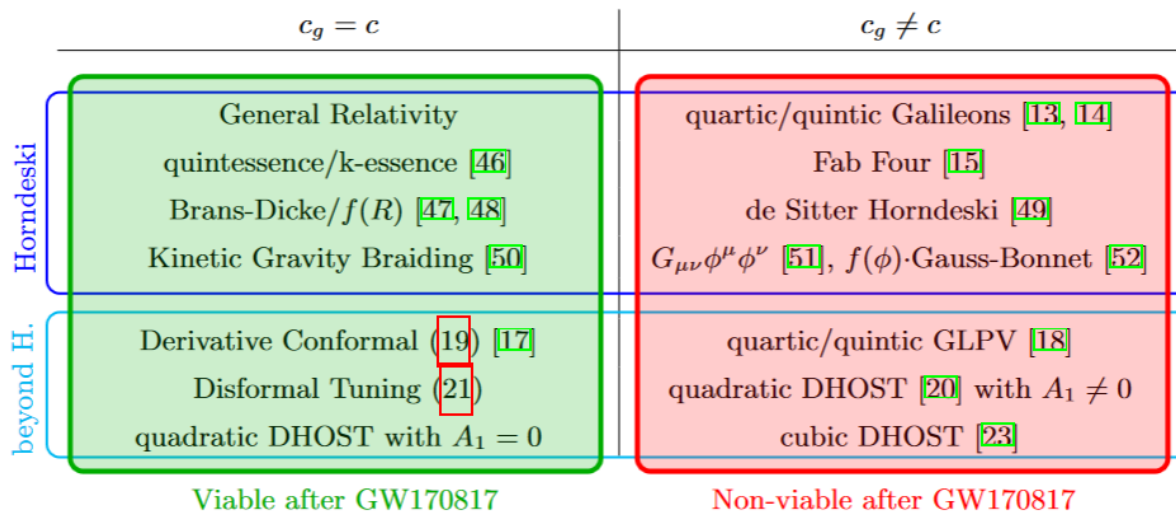 c_g = c
c_g ≠ c
Horndeski
General Relativity
quartic/quintic Galileons [13, 14]
quintessence/k-essence [46]
Fab Four [15]
Brans-Dicke/f(R) [47, 48]
de Sitter Horndeski [49]
Kinetic Gravity Braiding [50]
G_{μν}φ^μφ^ν [51], f(φ)·Gauss-Bonnet [52]
beyond H.
Derivative Conformal (19) [17]
quartic/quintic GLPV [18]
Disformal Tuning (21)
quadratic DHOST [20] with A_1 ≠ 0
quadratic DHOST with A_1 = 0
cubic DHOST [23]
Viable after GW170817
Non-viable after GW170817